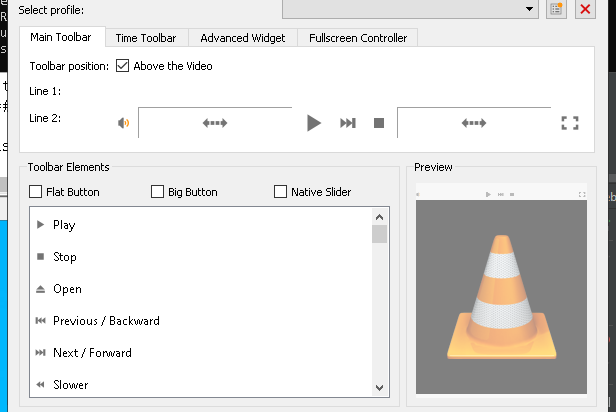 Select profile:
Main Toolbar Time Toolbar Advanced Widget Fullscreen Controller
Toolbar position: Above the Video
Line 1:
Line 2:
Toolbar Elements
Flat Button Big Button Native Slider
Play
Stop
Open
Previous / Backward
Next / Forward
Slower
Preview